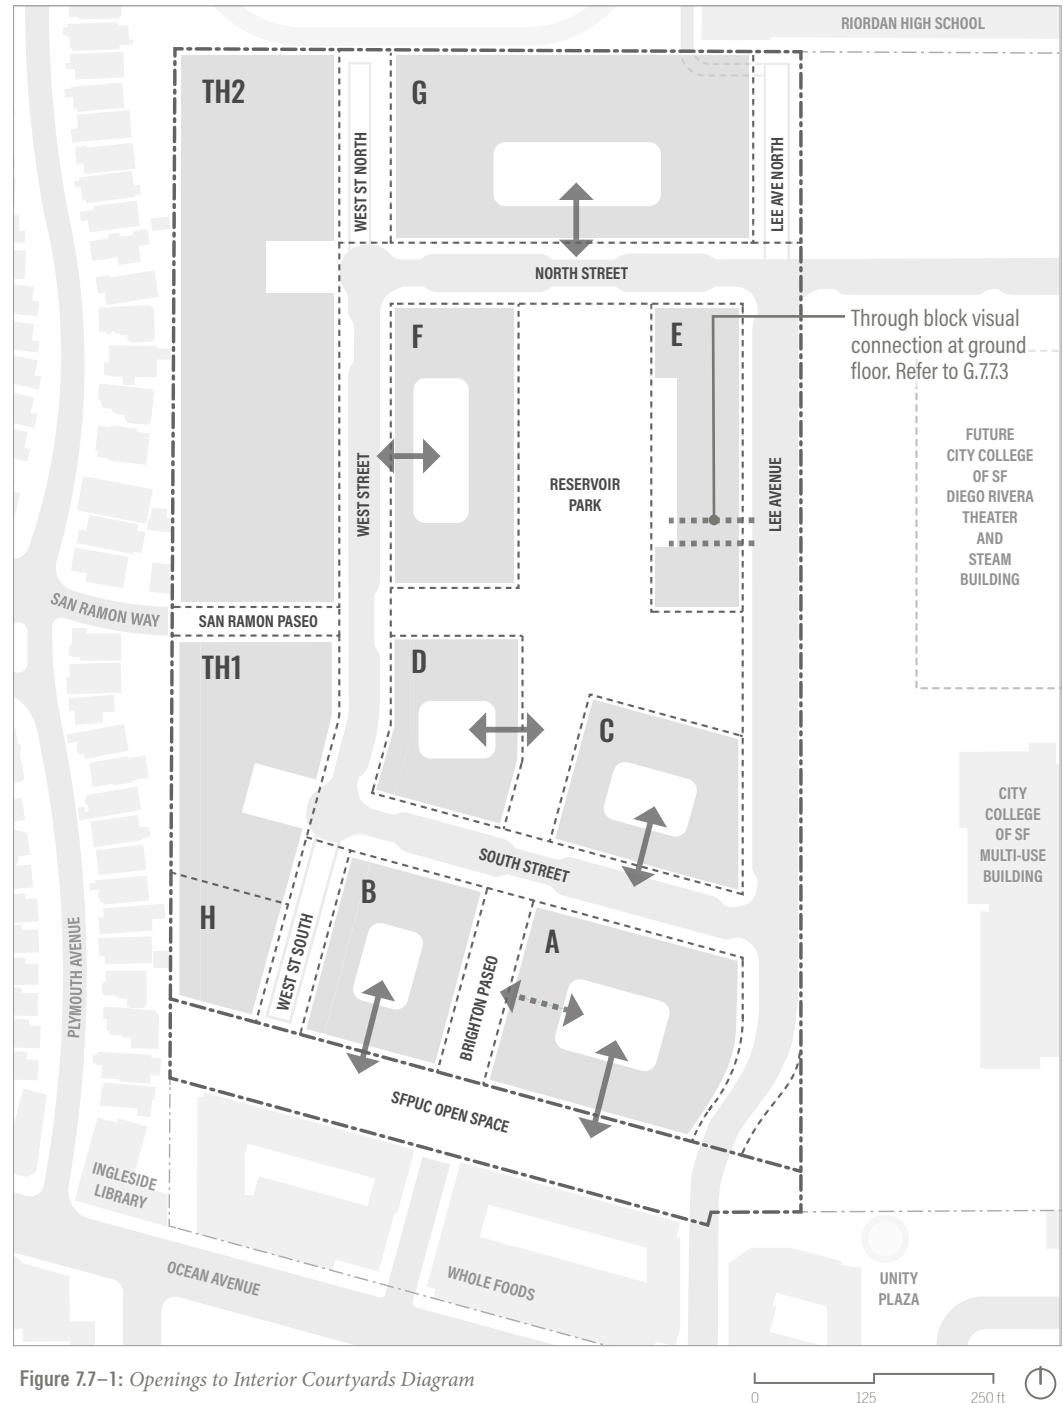 RIORDAN HIGH SCHOOL
TH2
G
WEST ST NORTH
LEE AVE NORTH
NORTH STREET
F
E
Through block visual
connection at ground
floor. Refer to G.7.7.3
WEST STREET
RESERVOIR
PARK
LEE AVENUE
FUTURE
CITY COLLEGE
OF SF
DIEGO RIVERA
THEATER
AND
STEAM
BUILDING
SAN RAMON WAY
SAN RAMON PASEO
TH1
D
C
CITY
COLLEGE
OF SF
MULTI-USE
BUILDING
SOUTH STREET
B
A
H
PLYMOUTH AVENUE
WEST ST SOUTH
BRIGHTON PASEO
SFPUC OPEN SPACE
INGLESIDE
LIBRARY
OCEAN AVENUE
WHOLE FOODS
UNITY
PLAZA
Figure 7.7–1: Openings to Interior Courtyards Diagram
0 125 250 ft